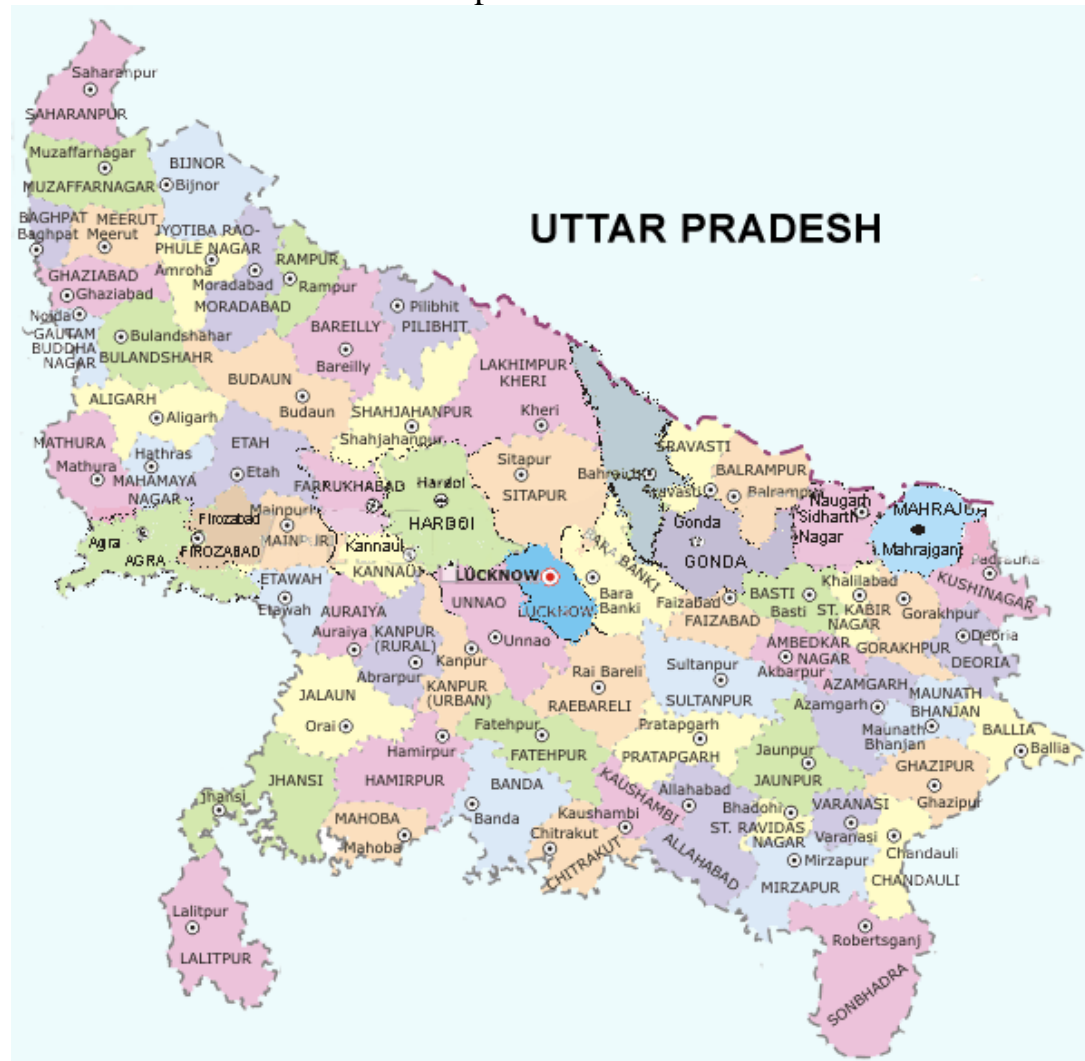 UTTAR PRADESH
Saharanpur
SAHARANPUR
Muzaffarnagar
MUZAFFARNAGAR
BIJNOR
Bijnor
BAGHPAT
Baghpat
MEERUT
Meerut
JYOTIBA RAO-
PHULE NAGAR
Amroha
Moradabad
MORADABAD
RAMPUR
Rampur
GHAZIABAD
Ghaziabad
Noida
GAUTAM
BUDDHA
NAGAR
Bulandshahar
BULANDSHAHR
BAREILLY
Bareilly
Pilibhit
PILIBHIT
BUDAUN
Budaun
LAKHIMPUR
KHERI
Kheri
ALIGARH
Aligarh
SHAHJAHANPUR
Shahjahanpur
MATHURA
Mathura
Hathras
MAHAMAYA
NAGAR
ETAH
Etah
Sitapur
SITAPUR
SRAVASTI
BALRAMPUR
Balrampur
Naugarh
Sidharth
Nagar
Mahrajganj
KUSHINAGAR
Hardoi
HARDOI
Firozabad
FIROZABAD
Mainpuri
MAINPURI
Agra
AGRA
KANNAUJ
Gonda
GONDA
BARA BANKI
Bara
Banki
LUCKNOW
LUCKNOW
ETAWAH
Etawah
AURAIYA
Auraiya
KANPUR
(RURAL)
Abrarpur
UNNAO
Unnao
Kanpur
KANPUR
(URBAN)
Faizabad
FAIZABAD
BASTI
Basti
Khalilabad
ST. KABIR
NAGAR
Gorakhpur
GORAKHPUR
Deoria
DEORIA
AMBEDKAR
NAGAR
Akbarpur
Rai Bareli
RAEBARELI
Sultanpur
SULTANPUR
AZAMGARH
Azamgarh
MAUNATH
BHANJAN
Maunath
Bhanjan
BALLIA
Ballia
JALAUN
Orai
Fatehpur
FATEHPUR
Pratapgarh
PRATAPGARH
Jaunpur
JAUNPUR
GHAZIPUR
Ghazipur
Hamirpur
HAMIRPUR
JHANSI
Jhansi
BANDA
Banda
KAUSHAMBI
Kaushambi
Allahabad
ALLAHABAD
Bhadohi
ST. RAVIDAS
NAGAR
VARANASI
Varanasi
Chandauli
CHANDAULI
MAHOBA
Mahoba
Chitrakut
CHITRAKUT
Mirzapur
MIRZAPUR
Lalitpur
LALITPUR
Robertsganj
SONBHADRA